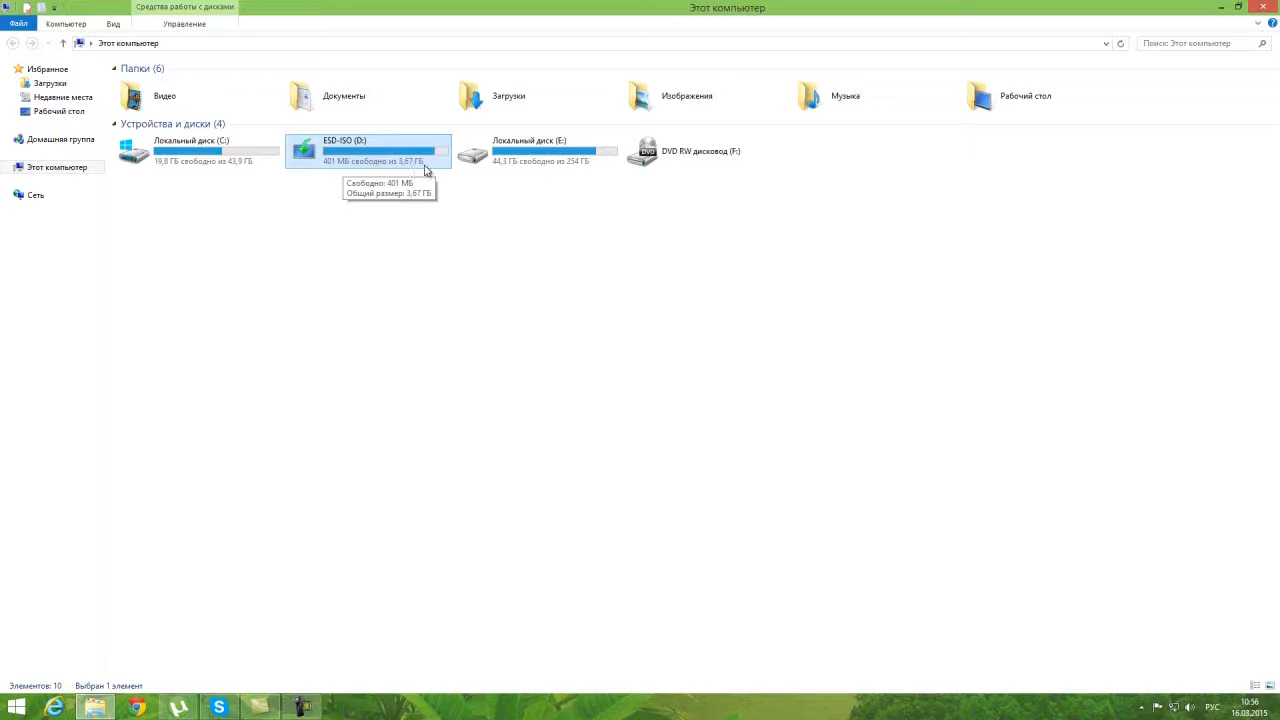 Средства работы с дисками
Этот компьютер
Файл
Компьютер
Вид
Управление
Этот компьютер
Поиск: Этот компьютер
Избранное
Загрузки
Недавние места
Рабочий стол
Домашняя группа
Этот компьютер
Сеть
Папки (6)
Видео
Документы
Загрузки
Изображения
Музыка
Рабочий стол
Устройства и диски (4)
Локальный диск (C:)
19,8 ГБ свободно из 43,9 ГБ
ESD-ISO (D:)
401 МБ свободно из 3,67 ГБ
Локальный диск (E:)
44,3 ГБ свободно из 254 ГБ
DVD RW дисковод (F:)
DVD
Свободно: 401 МБ
Общий размер: 3,67 ГБ
Элементов: 10
Выбран 1 элемент
РУС
10:56
16.03.2015